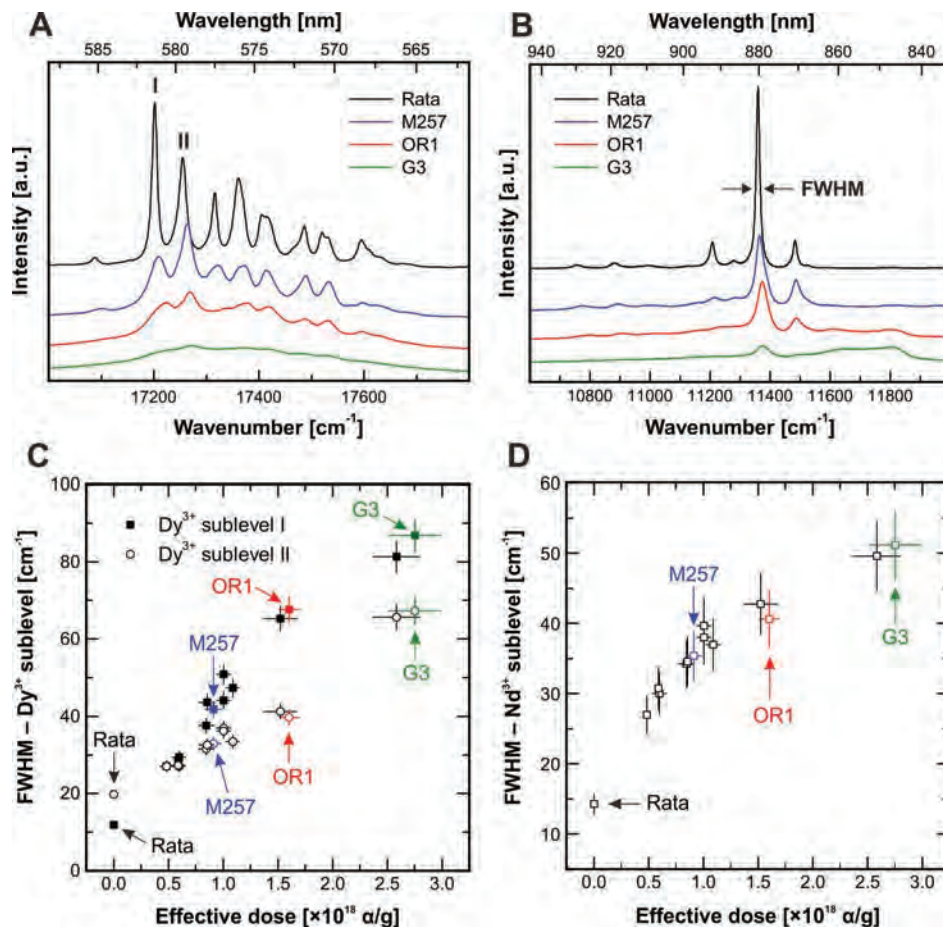 A
Wavelength [nm]
585 580 575 570 565
I
II
Rata
M257
OR1
G3
Intensity [a.u.]
17200 17400 17600
Wavenumber [cm⁻¹]
B
Wavelength [nm]
940 920 900 880 860 840
Rata
M257
OR1
G3
FWHM
Intensity [a.u.]
10800 11000 11200 11400 11600 11800
Wavenumber [cm⁻¹]
C
100
80
60
40
20
0
FWHM – Dy³⁺ sublevel [cm⁻¹]
Dy³⁺ sublevel I
Dy³⁺ sublevel II
G3
OR1
M257
G3
Rata
OR1
M257
Rata
0.0 0.5 1.0 1.5 2.0 2.5 3.0
Effective dose [×10¹⁸ α/g]
D
60
50
40
30
20
10
FWHM – Nd³⁺ sublevel [cm⁻¹]
M257
G3
OR1
Rata
0.0 0.5 1.0 1.5 2.0 2.5 3.0
Effective dose [×10¹⁸ α/g]